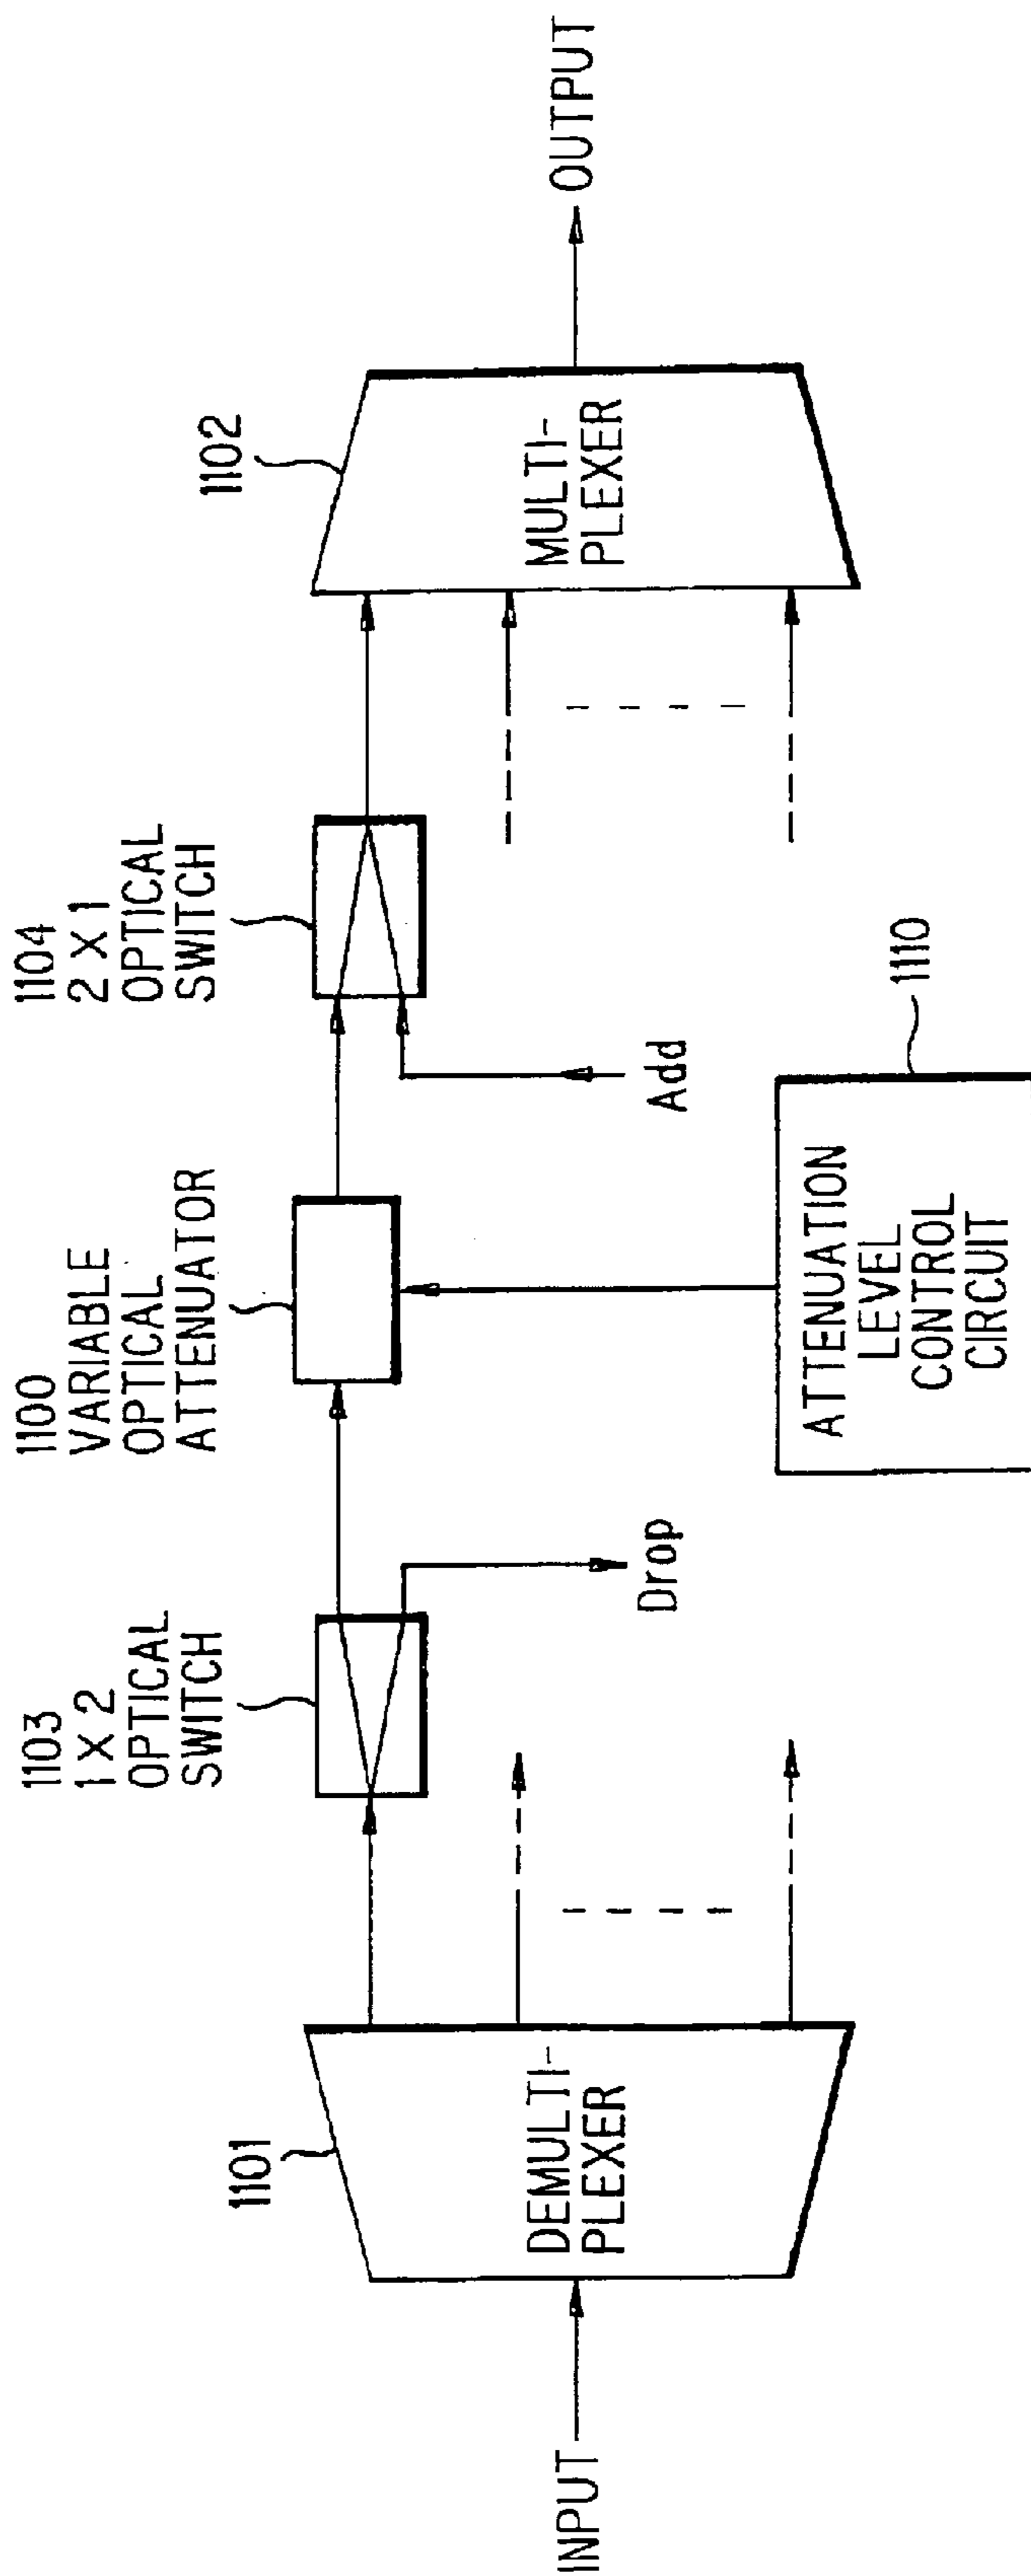 1103
1 X 2
OPTICAL
SWITCH
1100
VARIABLE
OPTICAL
ATTENUATOR
1104
2 X 1
OPTICAL
SWITCH
1101
1102
INPUT
DEMULTI-
PLEXER
Drop
Add
MULTI-
PLEXER
OUTPUT
1110
ATTENUATION
LEVEL
CONTROL
CIRCUIT